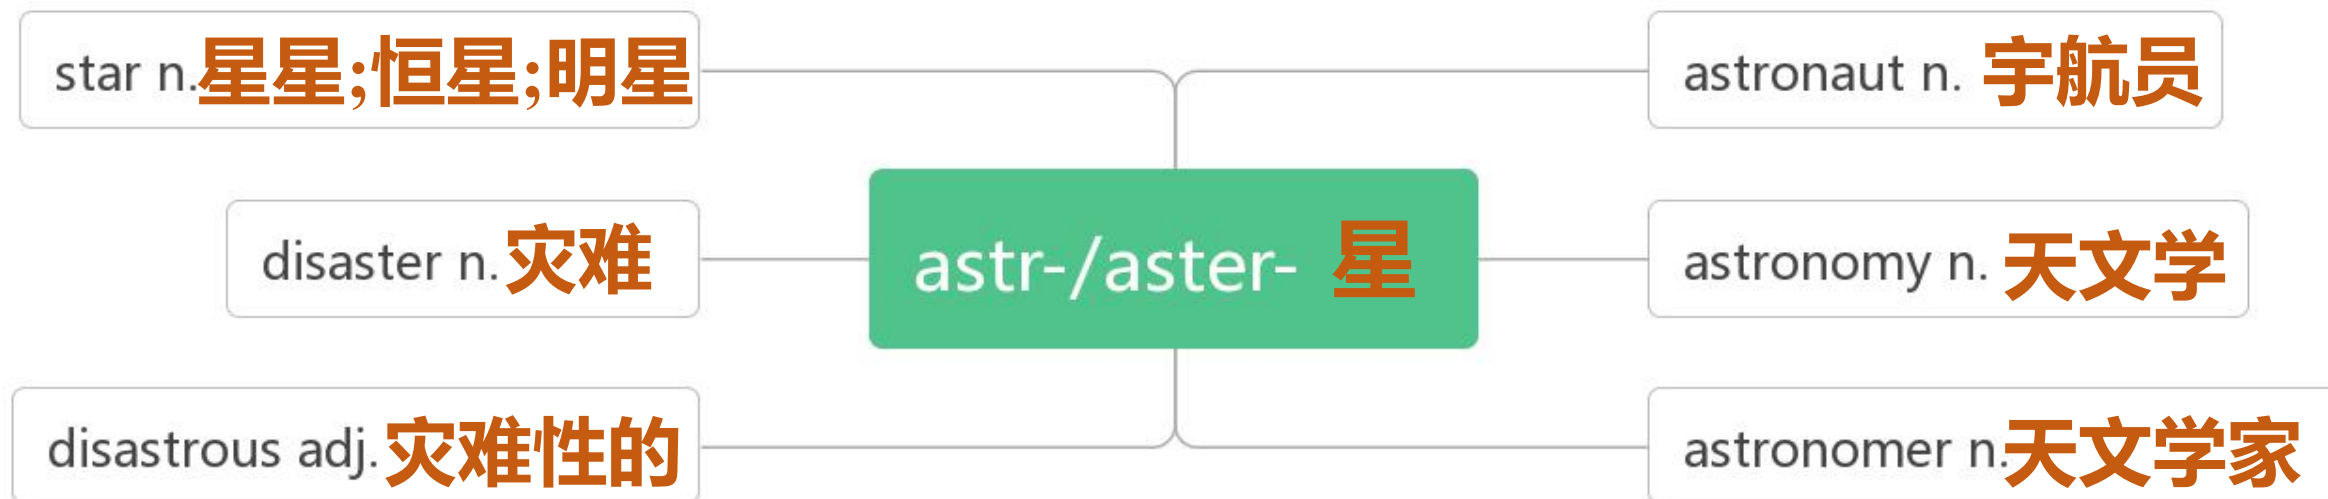 star n.星星;恒星;明星
astronaut n. 宇航员
disaster n.灾难
astr-/aster- 星
astronomy n. 天文学
disastrous adj.灾难性的
astronomer n.天文学家